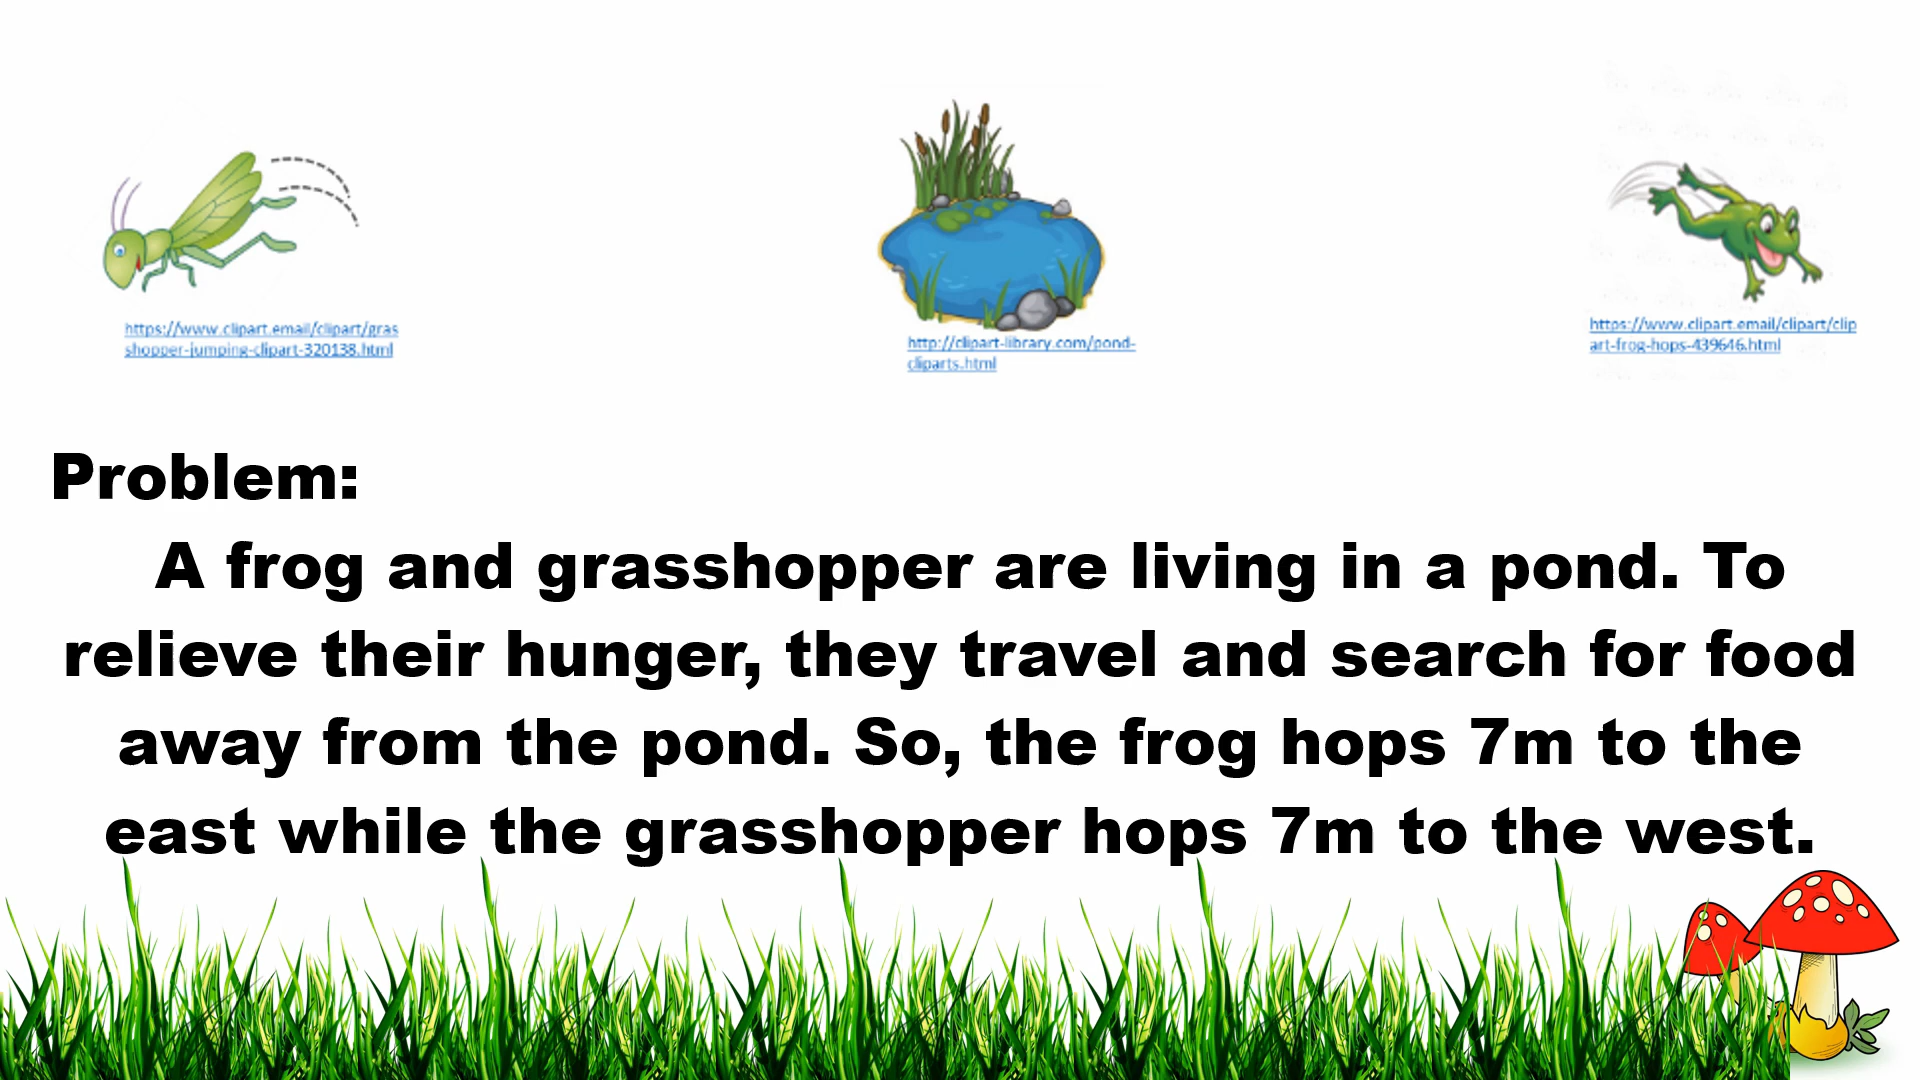 https://www.clipart.email/clipart/gras
shopper-jumping-clipart-320138.html
http://clipart-library.com/pond-
cliparts.html
https://www.clipart.email/clipart/clip
art-frog-hops-439646.html
Problem:
A frog and grasshopper are living in a pond. To
relieve their hunger, they travel and search for food
away from the pond. So, the frog hops 7m to the
east while the grasshopper hops 7m to the west.